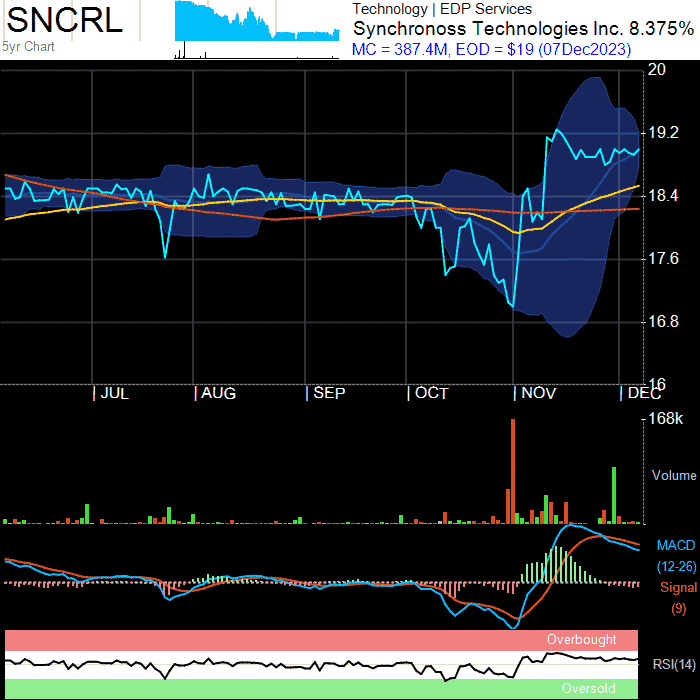 SNCRL
5yr Chart
Technology | EDP Services
Synchronoss Technologies Inc. 8.375%
MC = 387.4M, EOD = $19 (07Dec2023)
20
19.2
18.4
17.6
16.8
16
JUL
AUG
SEP
OCT
NOV
DEC
168k
Volume
MACD
(12-26)
Signal
(9)
Overbought
RSI(14)
Oversold